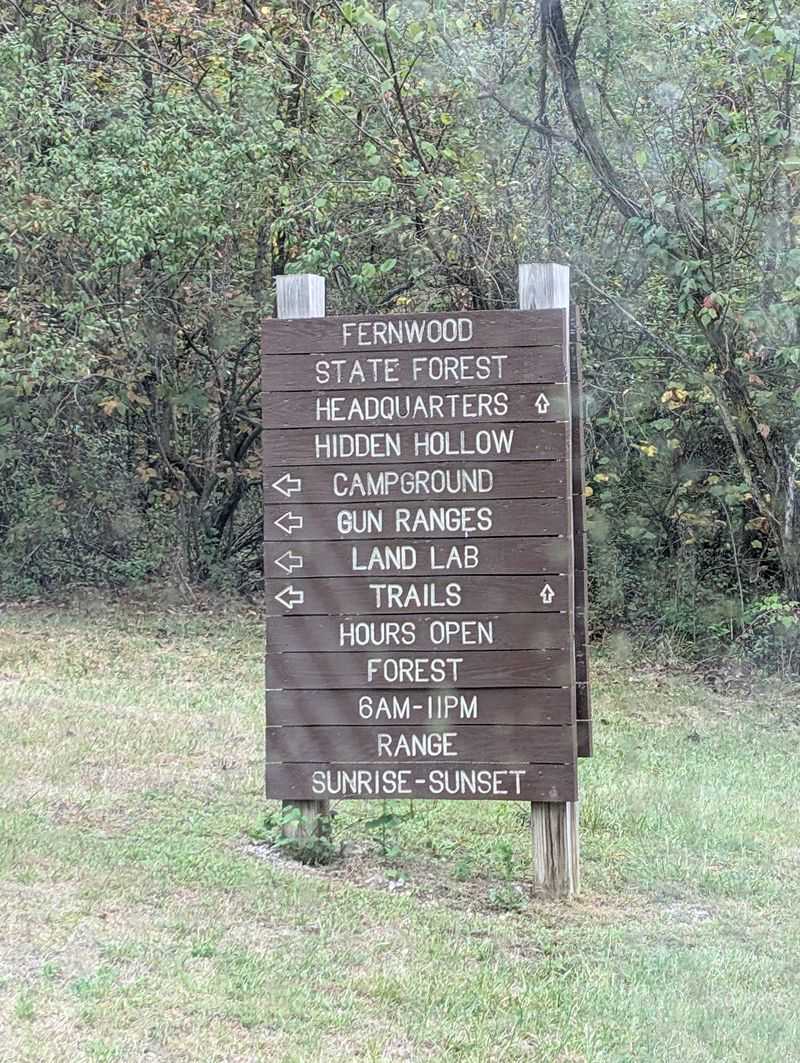 FERNWOOD
STATE FOREST
HEADQUARTERS
HIDDEN HOLLOW
CAMPGROUND
GUN RANGES
LAND LAB
TRAILS
HOURS OPEN
FOREST
6AM-11PM
RANGE
SUNRISE-SUNSET